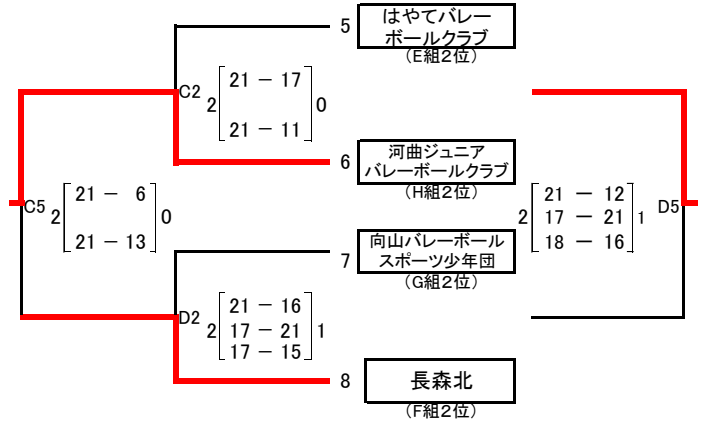 5
はやてバレー
ボールクラブ
(E組2位)
C2
2
21 － 17
21 － 11
0
6
河曲ジュニア
バレーボールクラブ
(H組2位)
C5
2
21 － 6
21 － 13
0
2
21 － 12
17 － 21
18 － 16
1
D5
7
向山バレーボール
スポーツ少年団
(G組2位)
D2
2
21 － 16
17 － 21
17 － 15
1
8
長森北
(F組2位)